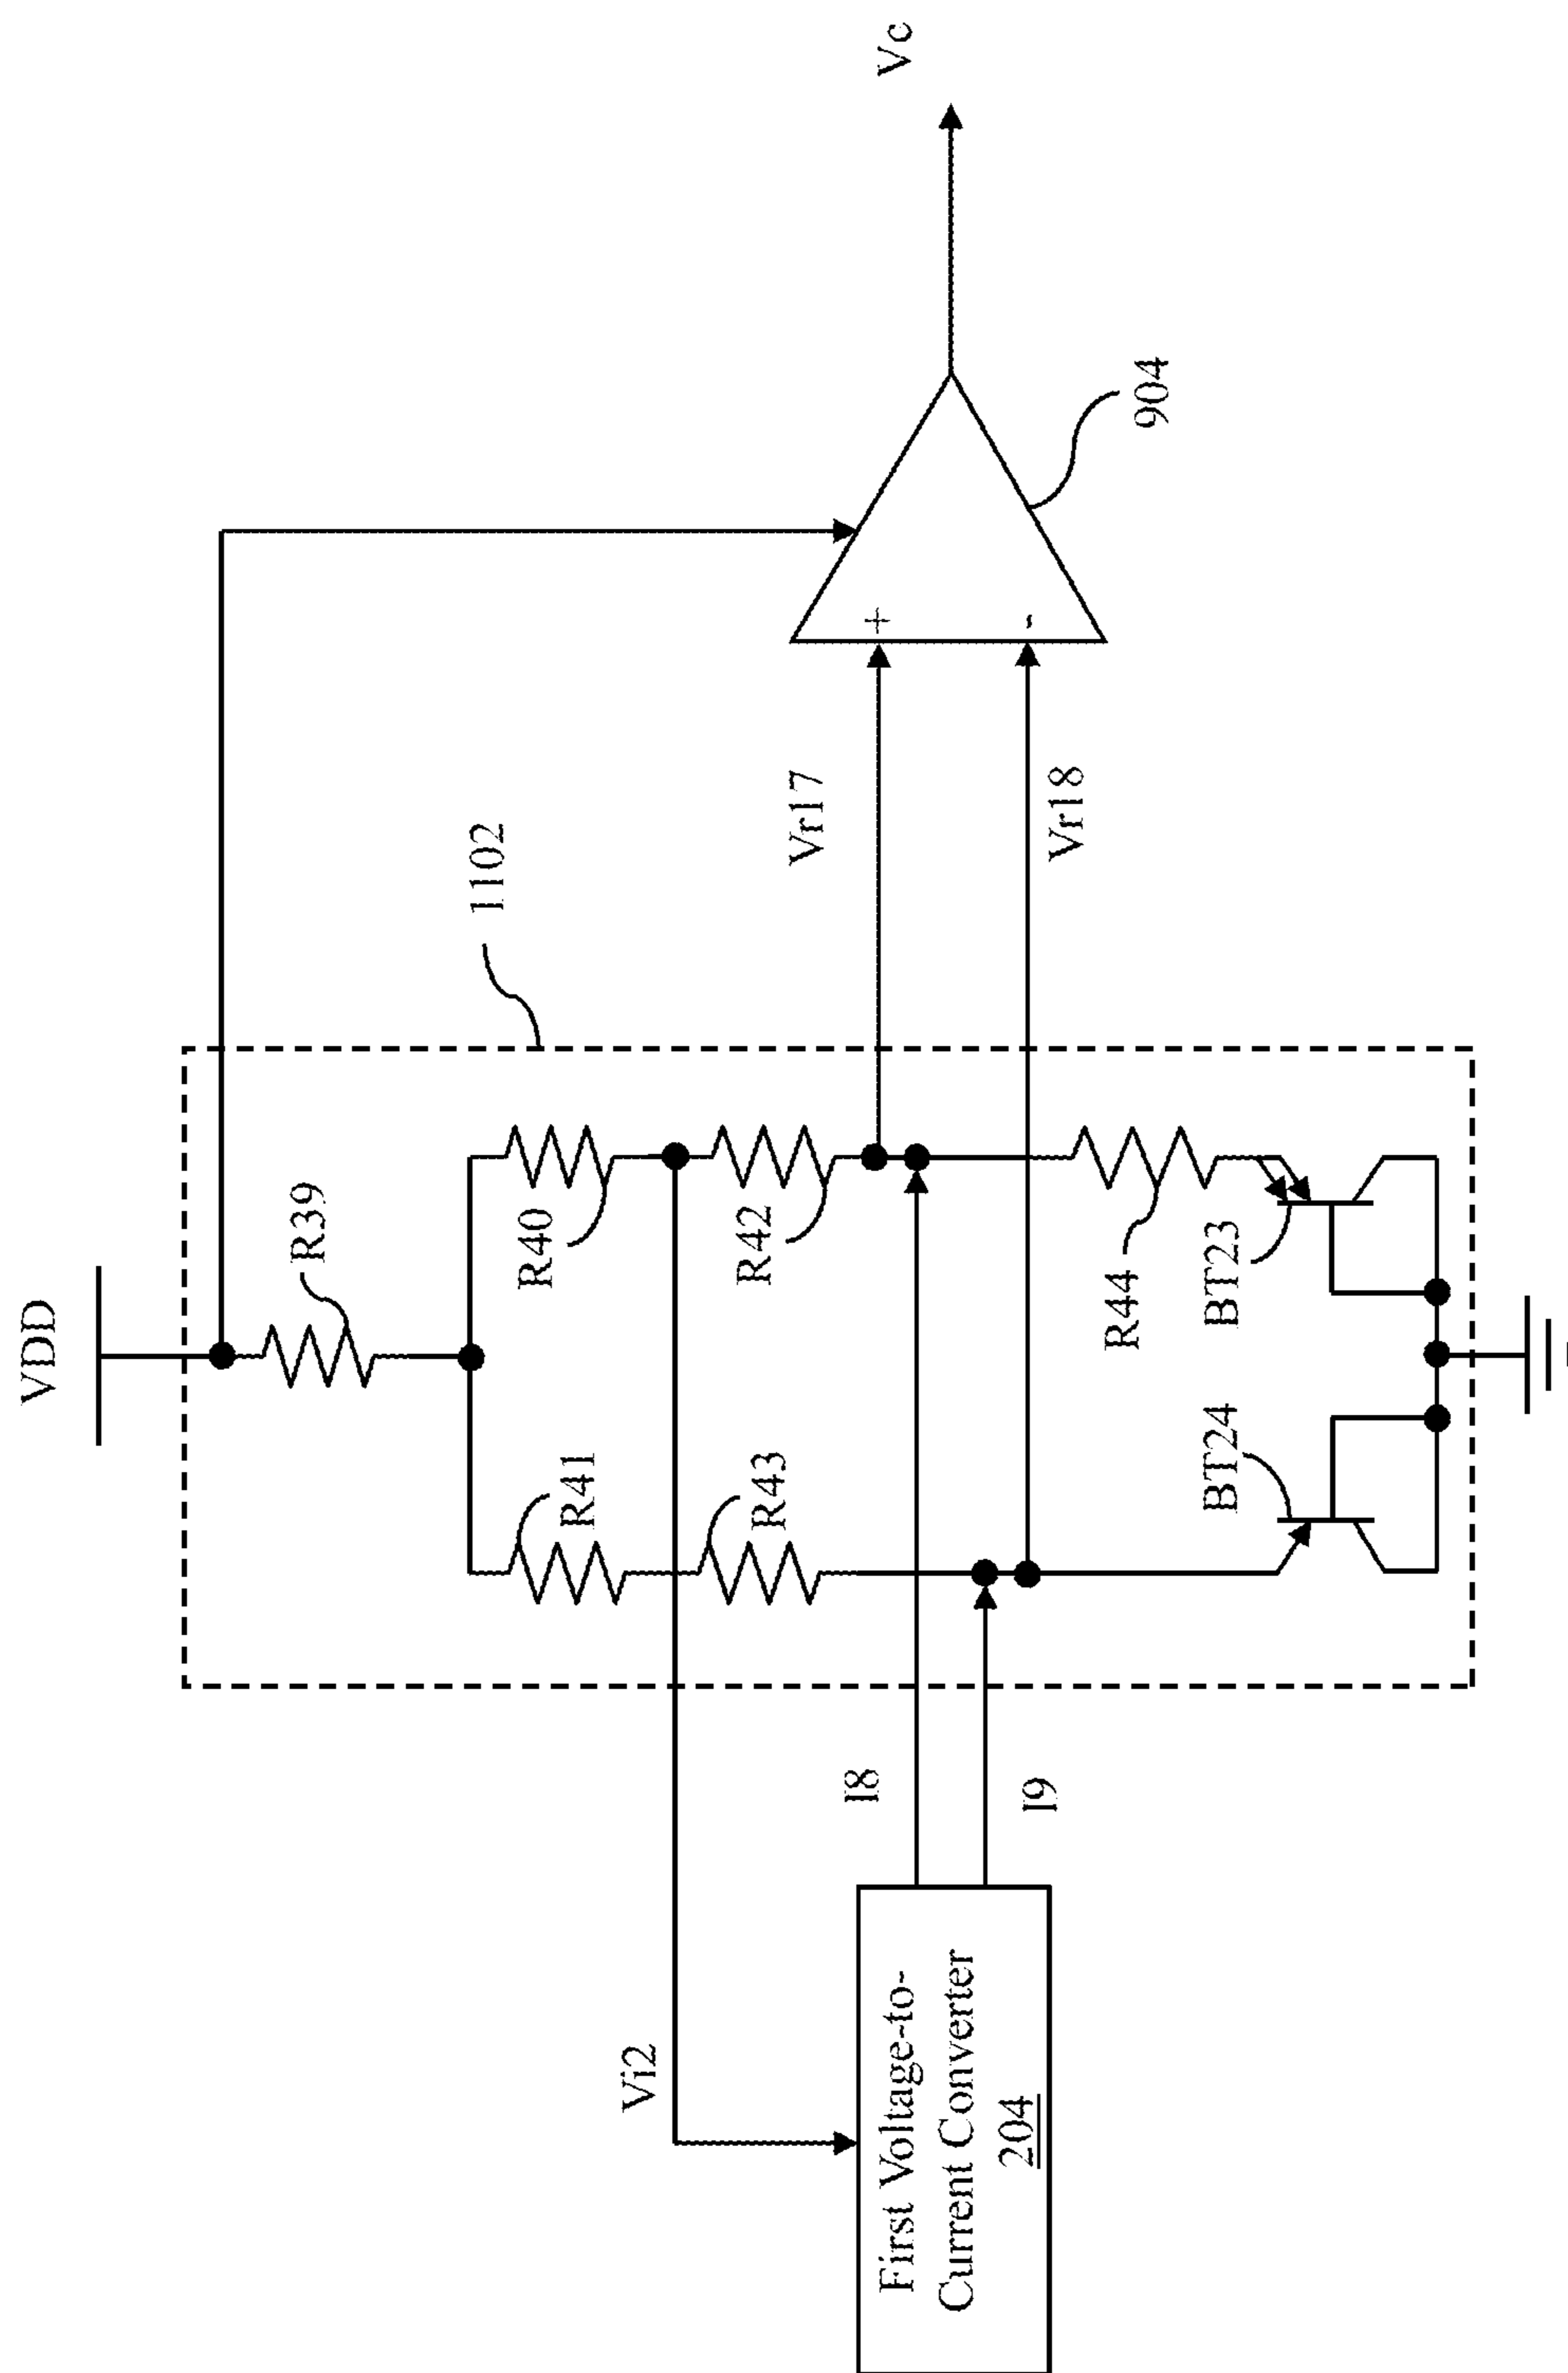 VDD
R39
1102
R41
R40
R43
R42
Vi2
Vr17
Vr18
Vc
+
-
904
I8
I9
First Voltage-to-
Current Converter
204
R44
BT24
BT23